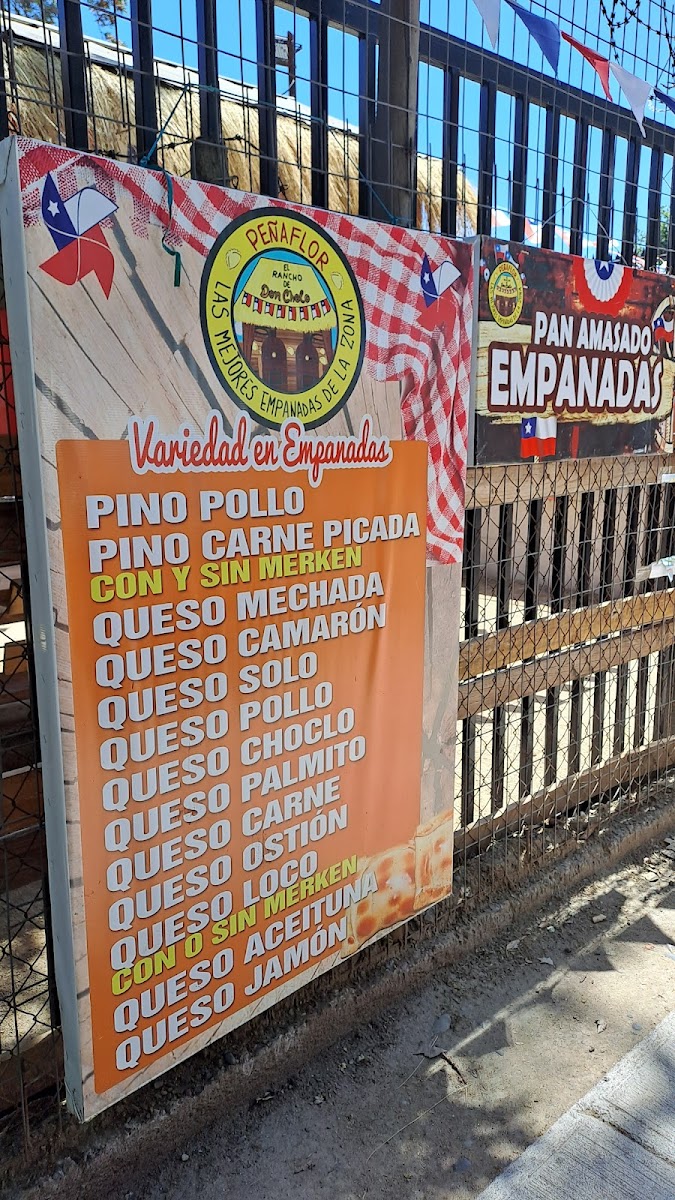 PEÑAFLOR
EL
RANCHO
DE
Don Chelo
LAS MEJORES EMPANADAS DE LA ZONA
Variedad en Empanadas
PINO POLLO
PINO CARNE PICADA
CON Y SIN MERKEN
QUESO MECHADA
QUESO CAMARÓN
QUESO SOLO
QUESO POLLO
QUESO CHOCLO
QUESO PALMITO
QUESO CARNE
QUESO OSTIÓN
QUESO LOCO
CON O SIN MERKEN
QUESO ACEITUNA
QUESO JAMÓN
PAN AMASADO
EMPANADAS